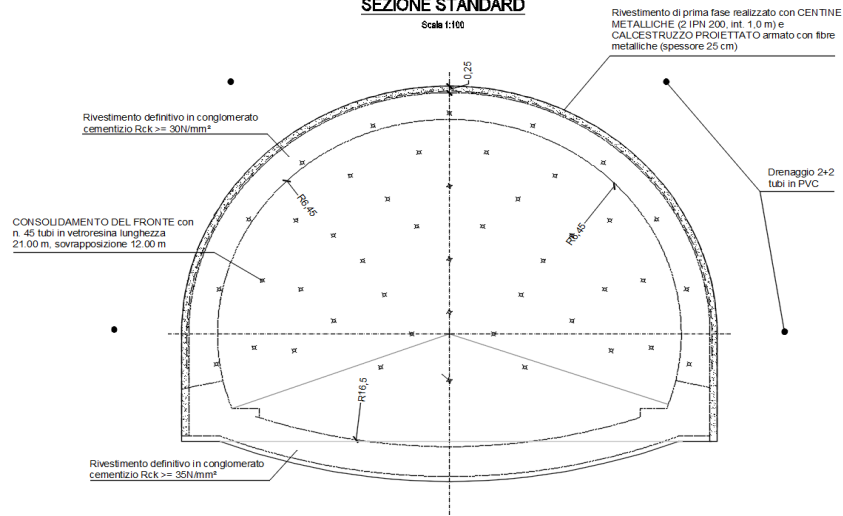 SEZIONE STANDARD
Scala 1:100
Rivestimento di prima fase realizzato con CENTINE
METALLICHE (2 IPN 200, int. 1,0 m) e
CALCESTRUZZO PROIETTATO armato con fibre
metalliche (spessore 25 cm)
0,25
Rivestimento definitivo in conglomerato
cementizio Rck >= 30N/mm²
Drenaggio 2+2
tubi in PVC
R6,45
R6,45
CONSOLIDAMENTO DEL FRONTE con
n. 45 tubi in vetroresina lunghezza
21.00 m, sovrapposizione 12.00 m
R16,5
Rivestimento definitivo in conglomerato
cementizio Rck >= 35N/mm²